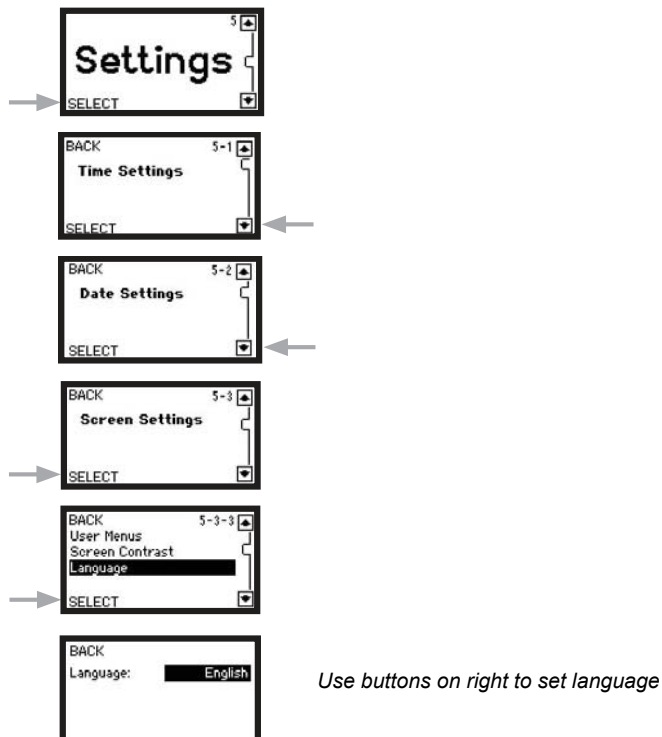 5
Settings
SELECT
BACK 5-1
Time Settings
SELECT
BACK 5-2
Date Settings
SELECT
BACK 5-3
Screen Settings
SELECT
BACK 5-3-3
User Menus
Screen Contrast
Language
SELECT
BACK
Language: English
Use buttons on right to set language